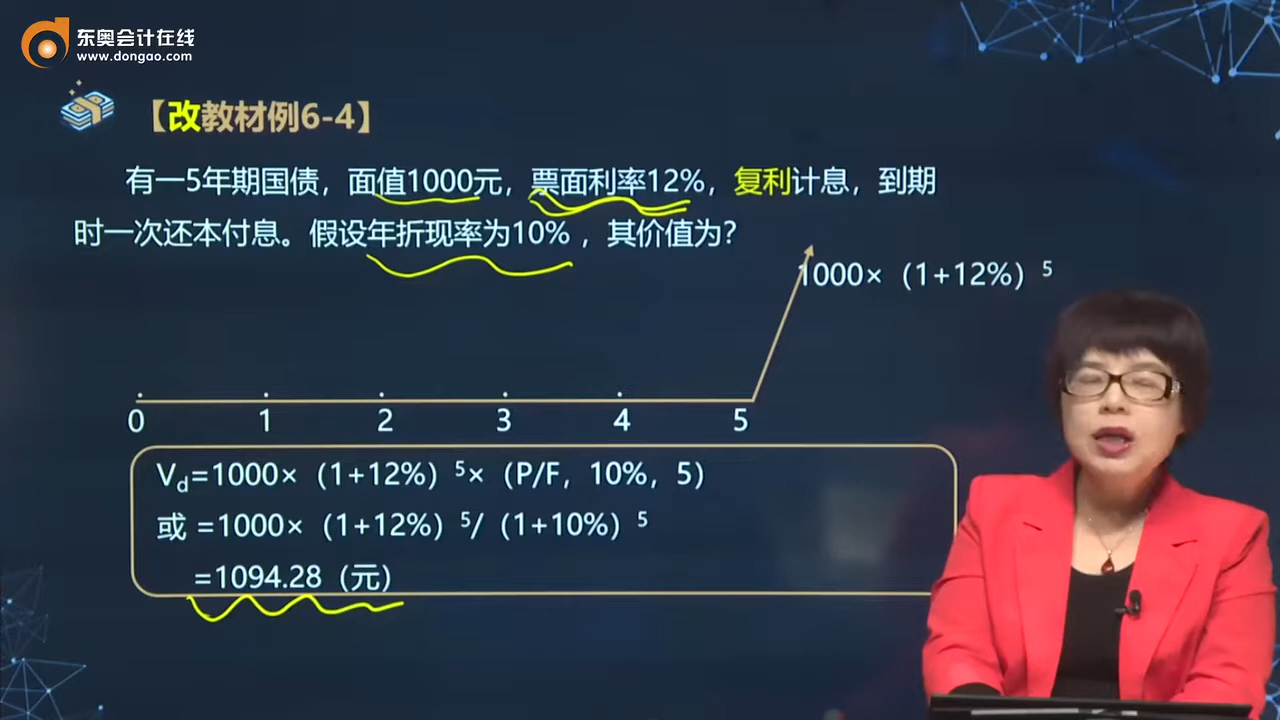 东奥会计在线
www.dongao.com
【改教材例6-4】
有一5年期国债，面值1000元，票面利率12%，复利计息，到期
时一次还本付息。假设年折现率为10%，其价值为？
1000×（1+12%）⁵
0 1 2 3 4 5
Vd=1000×（1+12%）⁵×（P/F，10%，5）
或 =1000×（1+12%）⁵/（1+10%）⁵
=1094.28（元）